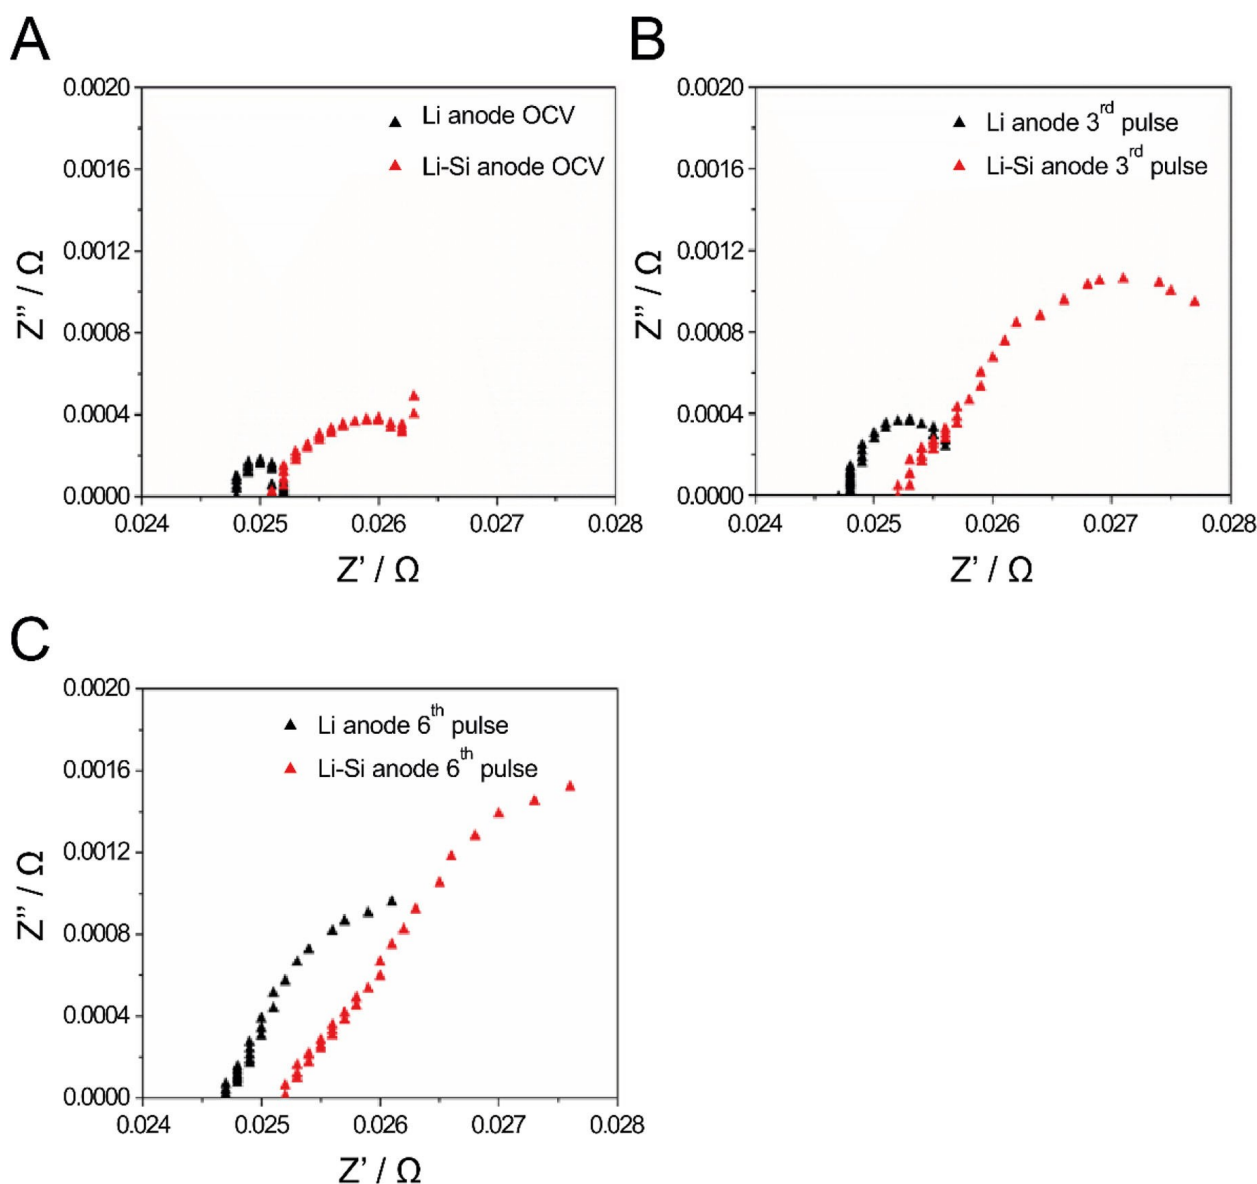 A
0.0020
0.0016
0.0012
0.0008
0.0004
0.0000
Z’’ / Ω
Li anode OCV
Li-Si anode OCV
0.024 0.025 0.026 0.027 0.028
Z’ / Ω
B
0.0020
0.0016
0.0012
0.0008
0.0004
0.0000
Z’’ / Ω
Li anode 3rd pulse
Li-Si anode 3rd pulse
0.024 0.025 0.026 0.027 0.028
Z’ / Ω
C
0.0020
0.0016
0.0012
0.0008
0.0004
0.0000
Z’’ / Ω
Li anode 6th pulse
Li-Si anode 6th pulse
0.024 0.025 0.026 0.027 0.028
Z’ / Ω